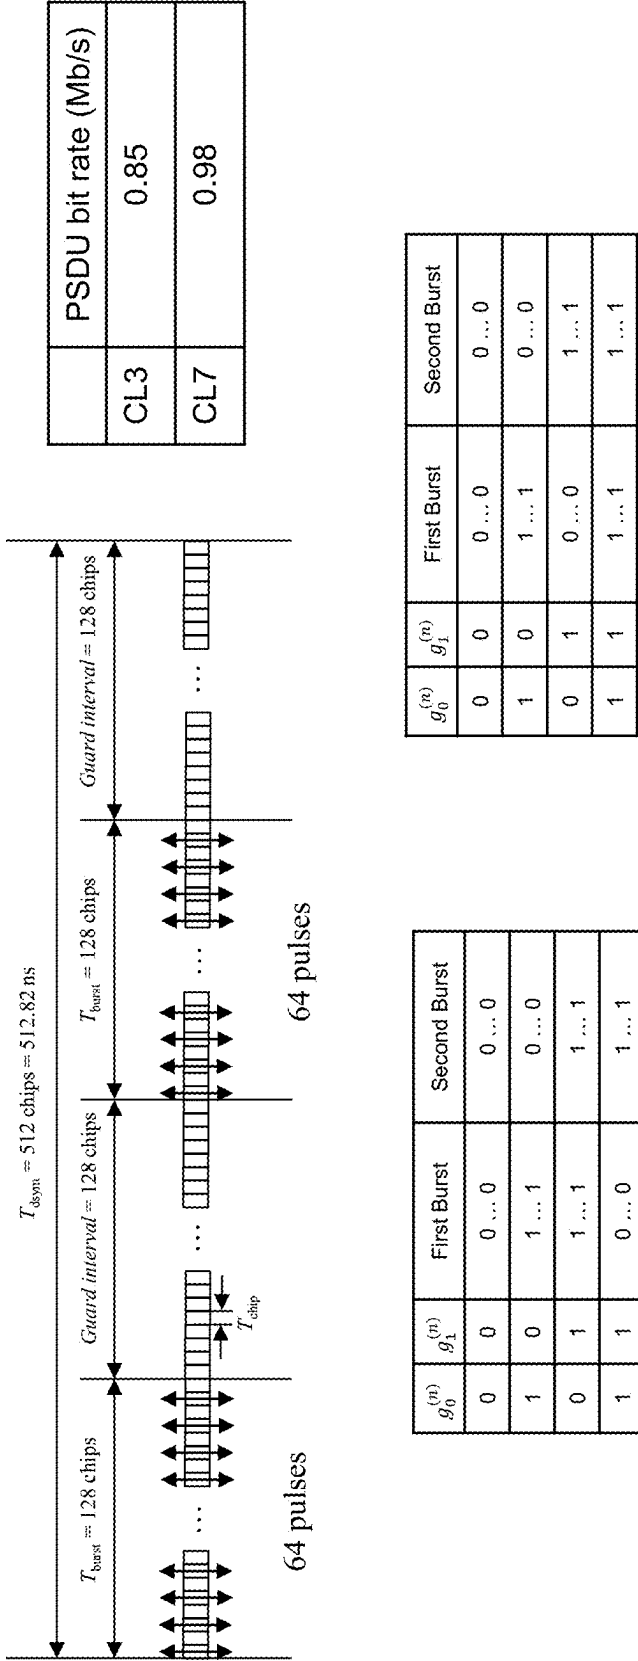 T_dsym = 512 chips = 512.82 ns
T_burst = 128 chips
Guard interval = 128 chips
T_burst = 128 chips
Guard interval = 128 chips
... ... ... ...
T_chip
64 pulses
64 pulses
PSDU bit rate (Mb/s)
CL3 0.85
CL7 0.98
g_0^(n) g_1^(n) First Burst Second Burst
0 0 0 ... 0 0 ... 0
1 0 1 ... 1 0 ... 0
0 1 1 ... 1 1 ... 1
1 1 0 ... 0 1 ... 1
g_0^(n) g_1^(n) First Burst Second Burst
0 0 0 ... 0 0 ... 0
1 0 1 ... 1 0 ... 0
0 1 0 ... 0 1 ... 1
1 1 1 ... 1 1 ... 1